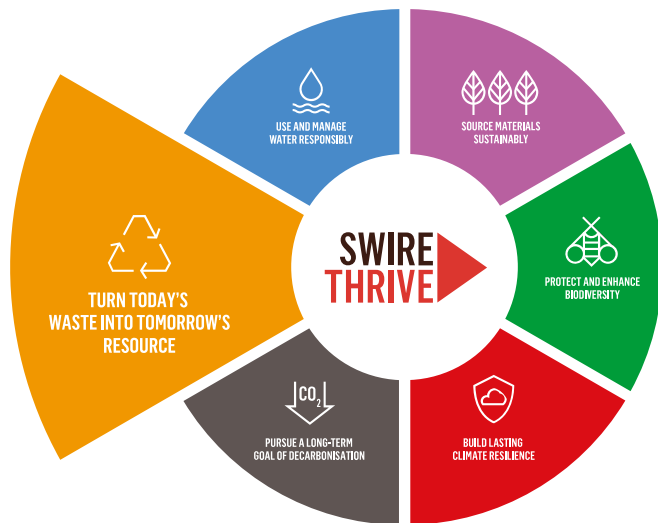 USE AND MANAGE
WATER RESPONSIBLY
SOURCE MATERIALS
SUSTAINABLY
TURN TODAY'S
WASTE INTO TOMORROW'S
RESOURCE
SWIRE
THRIVE
PROTECT AND ENHANCE
BIODIVERSITY
CO2
PURSUE A LONG-TERM
GOAL OF DECARBONISATION
BUILD LASTING
CLIMATE RESILIENCE